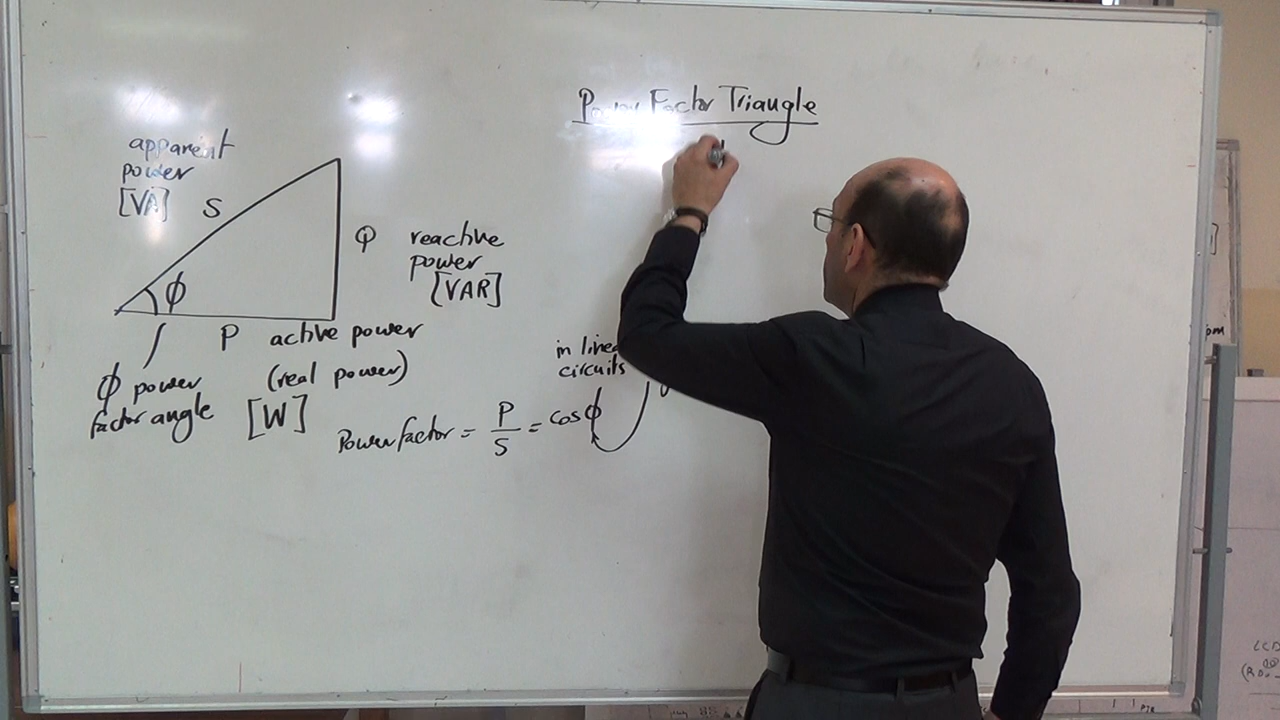 Power Factor Triangle
apparent
power
[VA]
S
Q
reactive
power
[VAR]
ϕ
P
active power
(real power)
[W]
ϕ power
factor angle
in linear
circuits
Power factor = P/S = cos ϕ